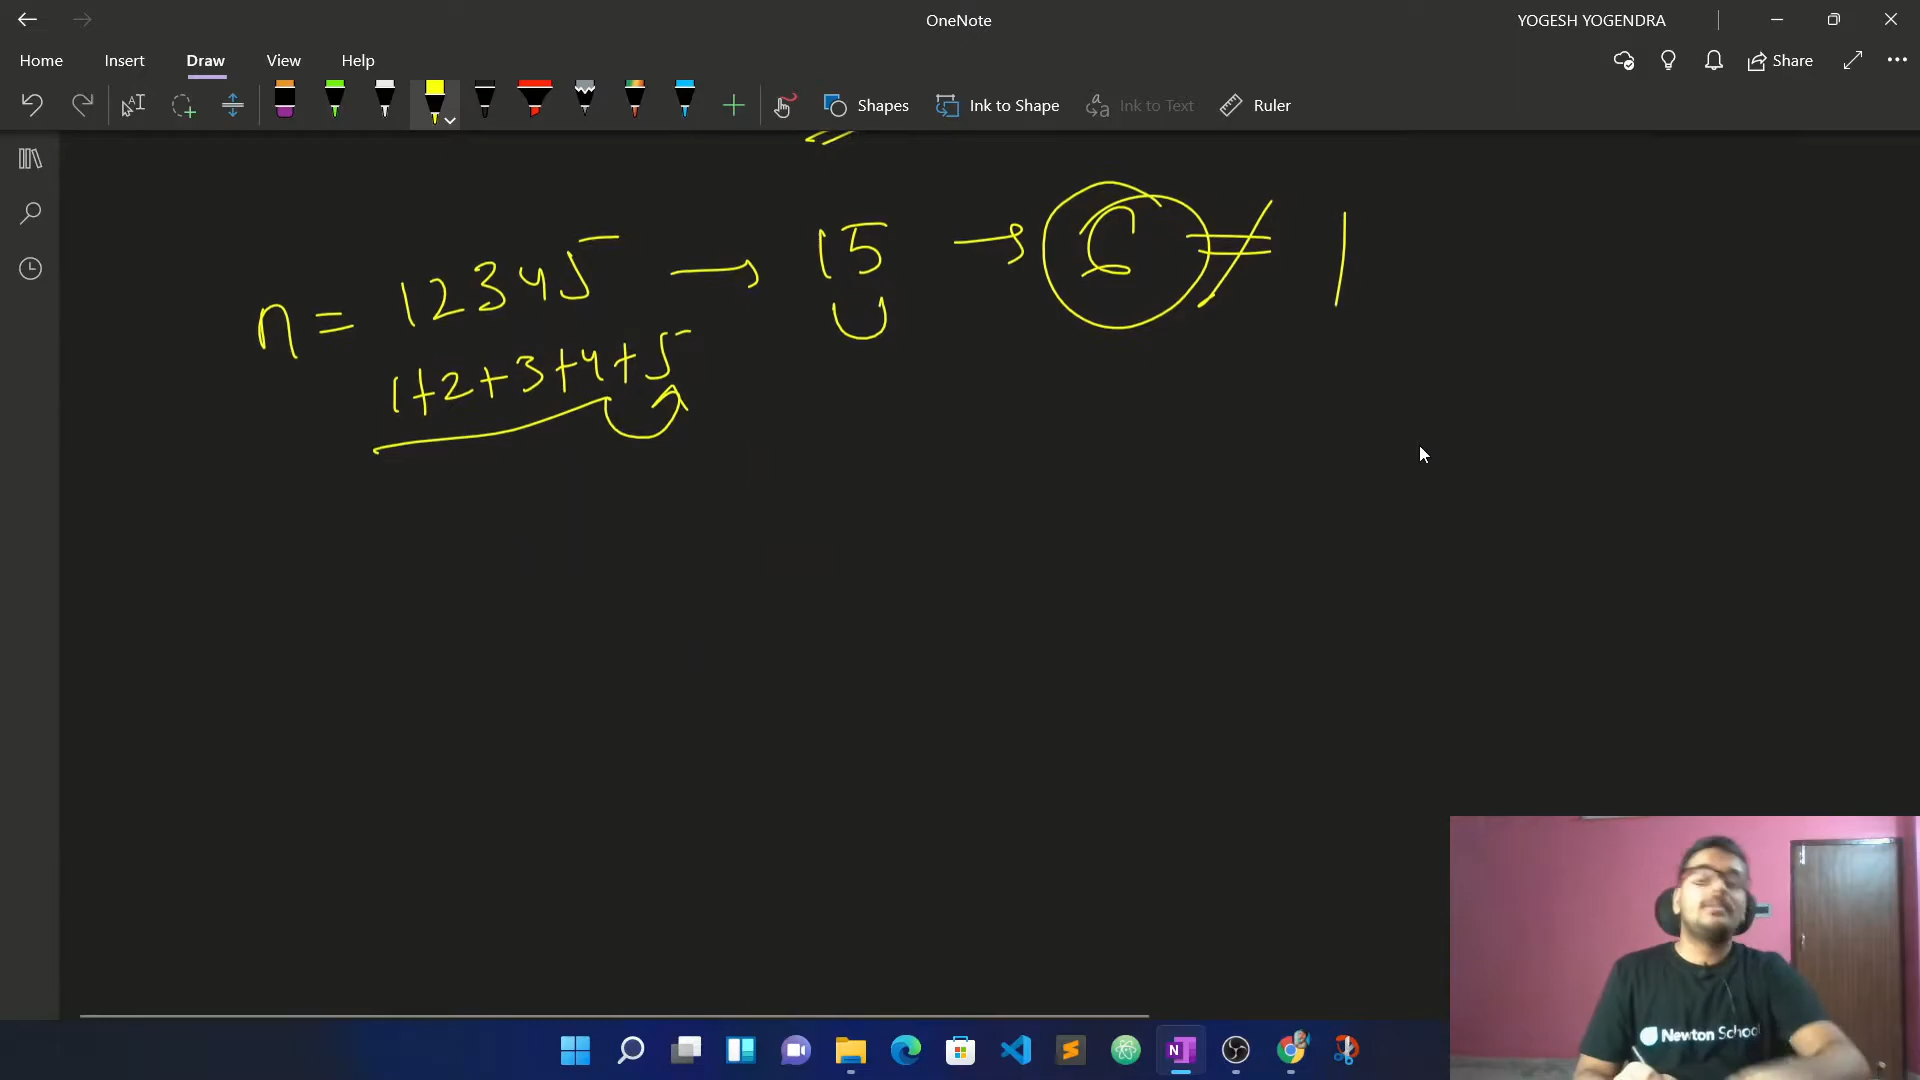 OneNote
YOGESH YOGENDRA
Home Insert Draw View Help
Share
Shapes Ink to Shape Ink to Text Ruler
n = 12345 → 15 → 6 ≠ 1
1+2+3+4+5
Newton School